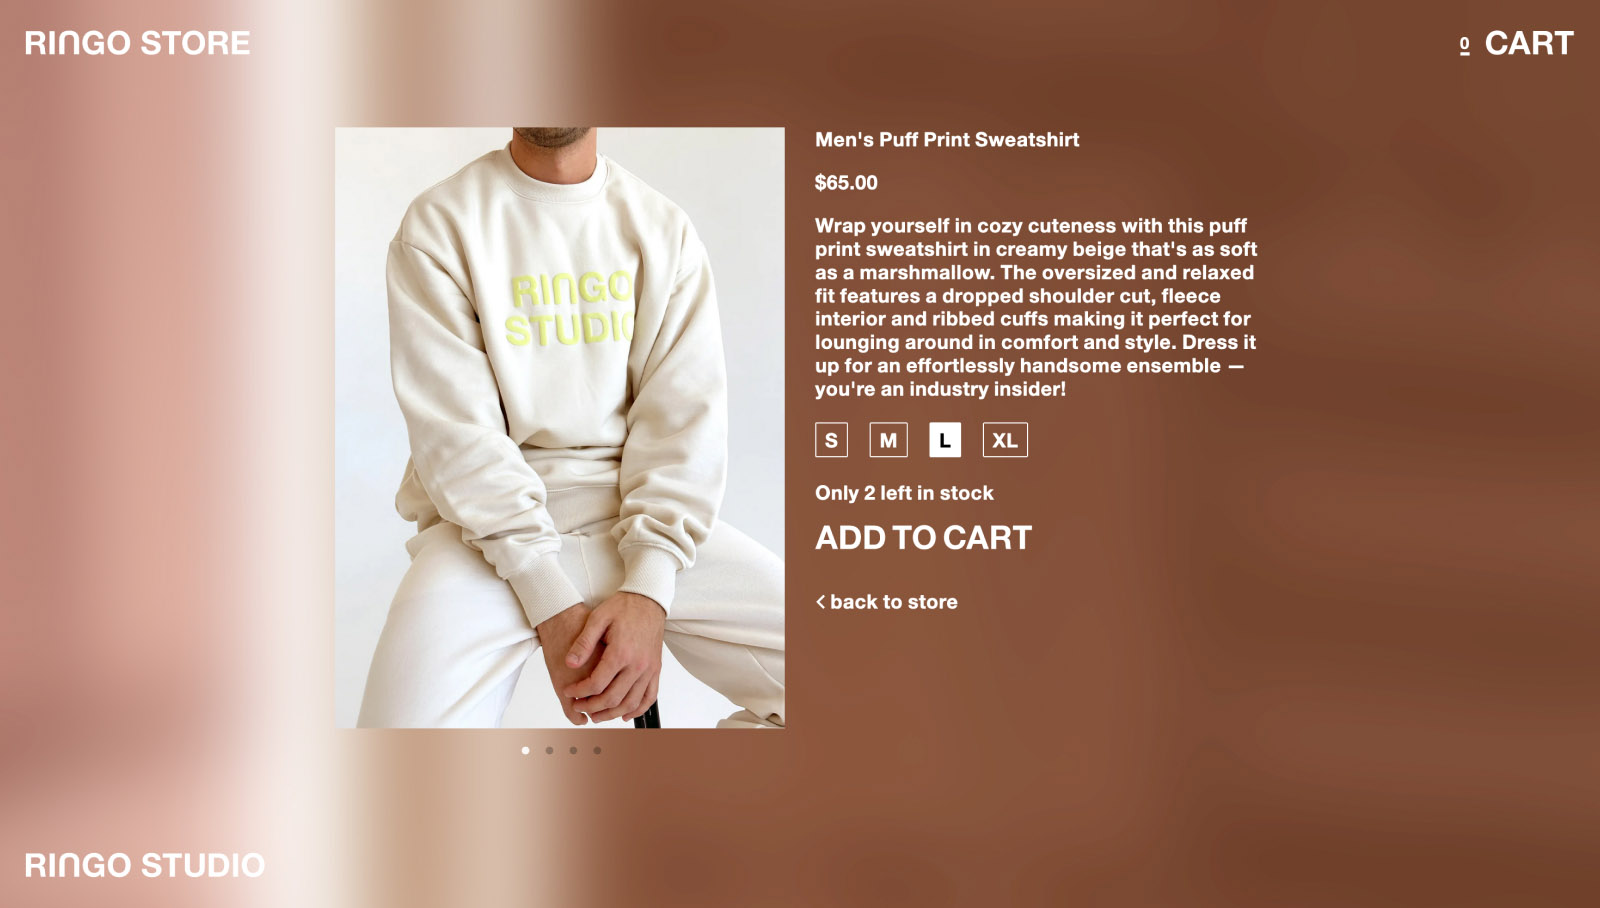 RINGO STORE
0 CART
RINGO
STUDIO
Men's Puff Print Sweatshirt
$65.00
Wrap yourself in cozy cuteness with this puff
print sweatshirt in creamy beige that's as soft
as a marshmallow. The oversized and relaxed
fit features a dropped shoulder cut, fleece
interior and ribbed cuffs making it perfect for
lounging around in comfort and style. Dress it
up for an effortlessly handsome ensemble —
you're an industry insider!
S M L XL
Only 2 left in stock
ADD TO CART
< back to store
RINGO STUDIO